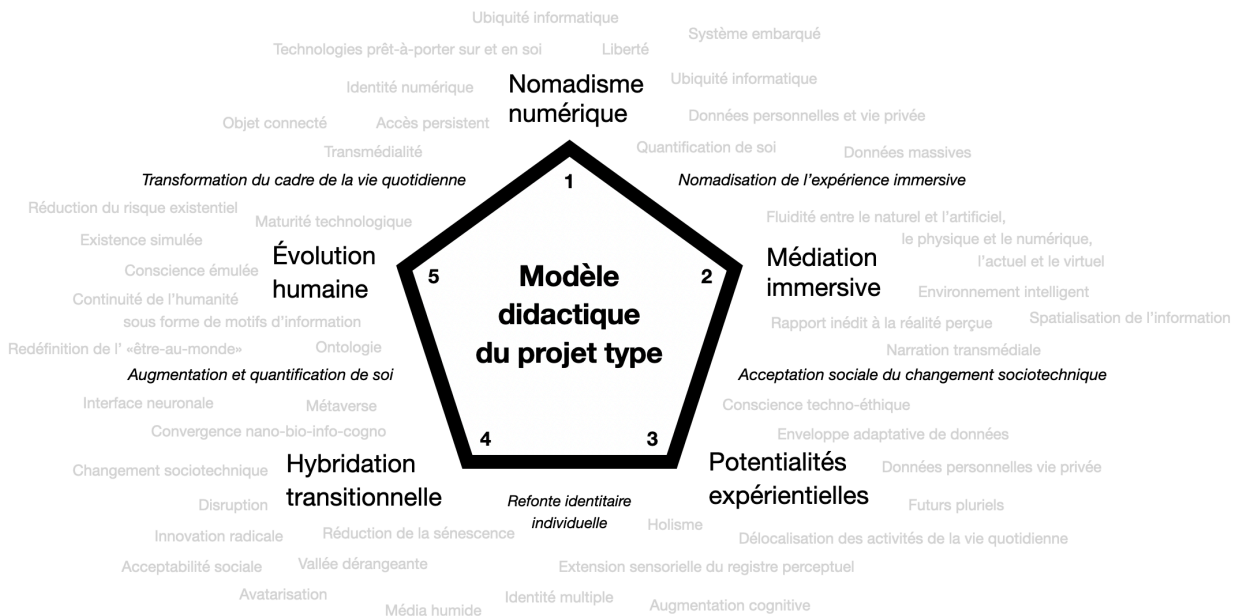 Ubiquité informatique
Système embarqué
Technologies prêt-à-porter sur et en soi
Liberté
Identité numérique
Nomadisme
numérique
Ubiquité informatique
Objet connecté
Accès persistent
Données personnelles et vie privée
Transmédialité
Quantification de soi
Données massives
Transformation du cadre de la vie quotidienne
1
Nomadisation de l'expérience immersive
Réduction du risque existentiel
Maturité technologique
Existence simulée
Conscience émulée
Évolution
humaine
5
Continuité de l'humanité
sous forme de motifs d'information
Redéfinition de l' «être-au-monde»
Ontologie
Modèle
didactique
du projet type
Fluidité entre le naturel et l'artificiel,
le physique et le numérique,
l'actuel et le virtuel
2
Médiation
immersive
Environnement intelligent
Rapport inédit à la réalité perçue
Spatialisation de l'information
Narration transmédiale
Augmentation et quantification de soi
Acceptation sociale du changement sociotechnique
Interface neuronale
Métaverse
Convergence nano-bio-info-cogno
Changement sociotechnique
4
Hybridation
transitionnelle
Disruption
Innovation radicale
Réduction de la sénescence
Acceptabilité sociale
Vallée dérangeante
Avatarisation
Média humide
Refonte identitaire
individuelle
Conscience techno-éthique
Enveloppe adaptative de données
3
Potentialités
expérientielles
Données personnelles vie privée
Futurs pluriels
Holisme
Délocalisation des activités de la vie quotidienne
Extension sensorielle du registre perceptuel
Identité multiple
Augmentation cognitive